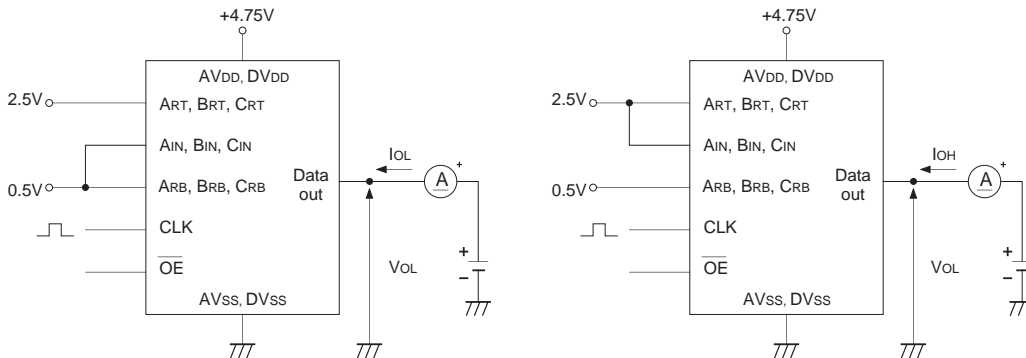 +4.75V
AVDD, DVDD
2.5V
ART, BRT, CRT
AIN, BIN, CIN
IOL
A
+
0.5V
ARB, BRB, CRB
Data
out
CLK
VOL
+
−
OE
AVSS, DVSS
+4.75V
AVDD, DVDD
2.5V
ART, BRT, CRT
AIN, BIN, CIN
IOH
A
+
0.5V
ARB, BRB, CRB
Data
out
CLK
VOL
+
−
OE
AVSS, DVSS